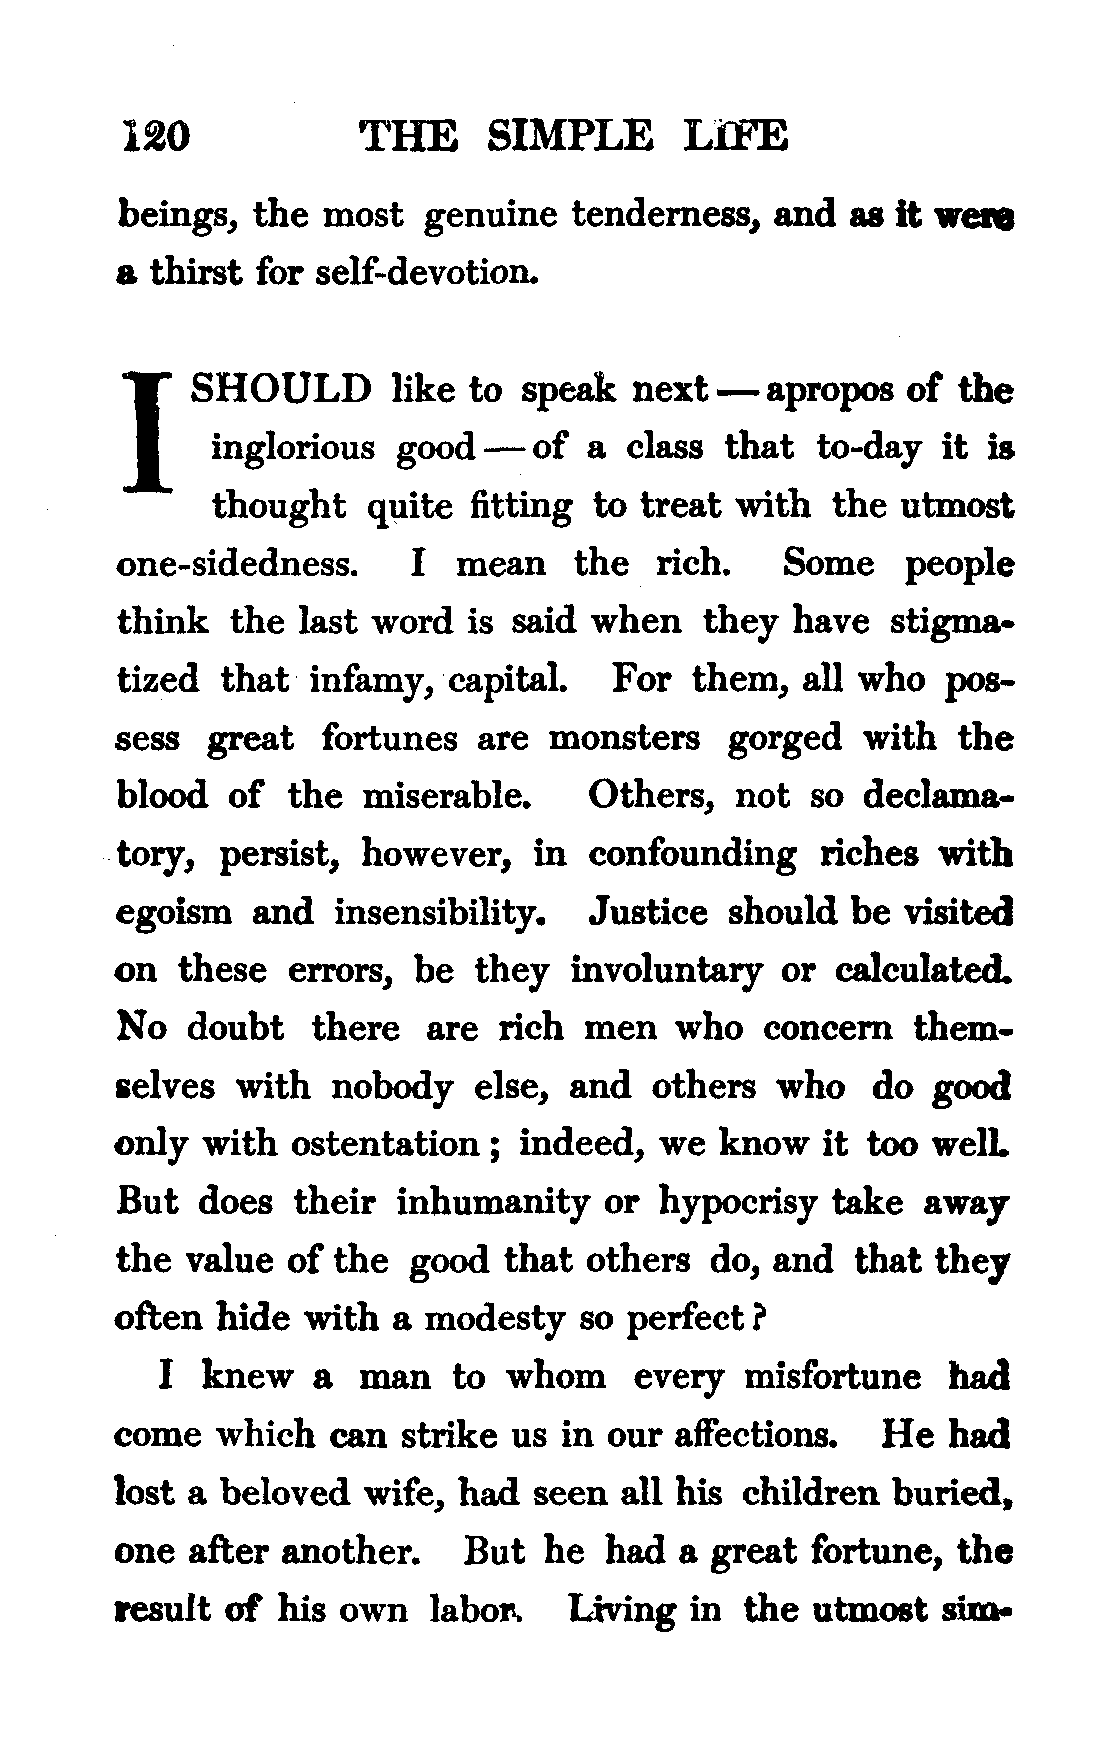 120 THE SIMPLE LIFE
beings, the most genuine tenderness, and as it were
a thirst for self-devotion.
I SHOULD like to speak next — apropos of the
inglorious good — of a class that to-day it is
thought quite fitting to treat with the utmost
one-sidedness. I mean the rich. Some people
think the last word is said when they have stigma-
tized that infamy, capital. For them, all who pos-
sess great fortunes are monsters gorged with the
blood of the miserable. Others, not so declama-
tory, persist, however, in confounding riches with
egoism and insensibility. Justice should be visited
on these errors, be they involuntary or calculated.
No doubt there are rich men who concern them-
selves with nobody else, and others who do good
only with ostentation ; indeed, we know it too well.
But does their inhumanity or hypocrisy take away
the value of the good that others do, and that they
often hide with a modesty so perfect ?
I knew a man to whom every misfortune had
come which can strike us in our affections. He had
lost a beloved wife, had seen all his children buried,
one after another. But he had a great fortune, the
result of his own labor. Living in the utmost sim-